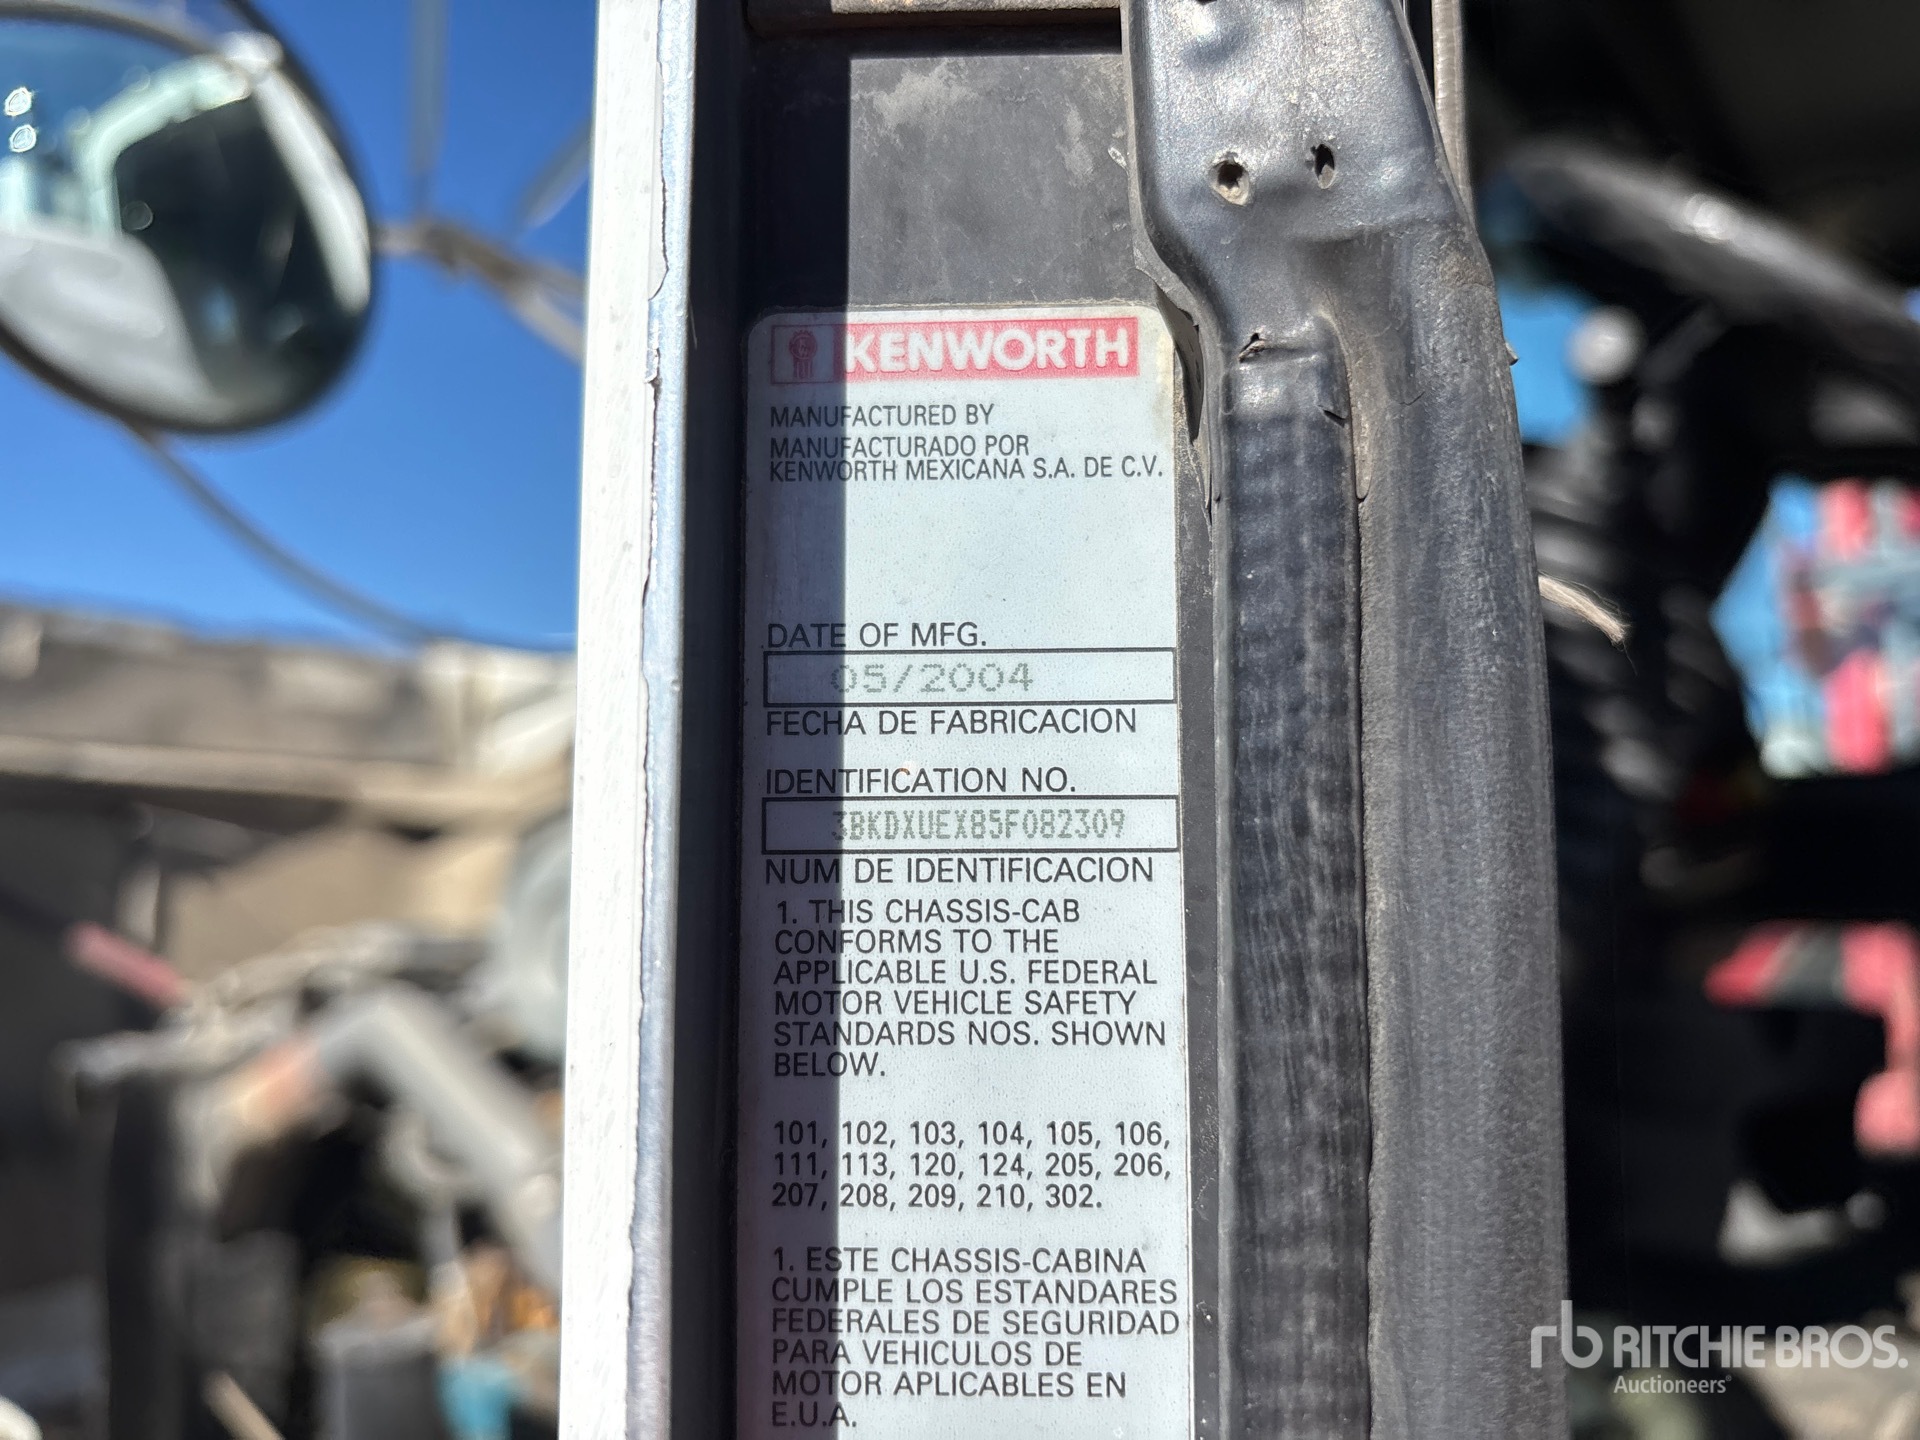 KENWORTH
MANUFACTURED BY
MANUFACTURADO POR
KENWORTH MEXICANA S.A. DE C.V.
DATE OF MFG.
05/2004
FECHA DE FABRICACION
IDENTIFICATION NO.
3BKDXUEX85F082309
NUM DE IDENTIFICACION
1. THIS CHASSIS-CAB
CONFORMS TO THE
APPLICABLE U.S. FEDERAL
MOTOR VEHICLE SAFETY
STANDARDS NOS. SHOWN
BELOW.
101, 102, 103, 104, 105, 106,
111, 113, 120, 124, 205, 206,
207, 208, 209, 210, 302.
1. ESTE CHASSIS-CABINA
CUMPLE LOS ESTANDARES
FEDERALES DE SEGURIDAD
PARA VEHICULOS DE
MOTOR APLICABLES EN
E.U.A.
rb RITCHIE BROS.
Auctioneers®